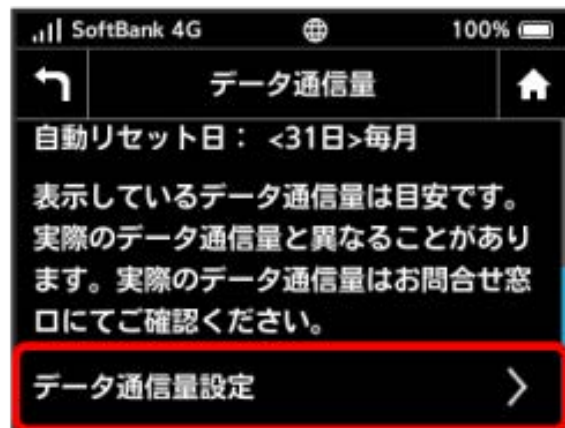 SoftBank 4G 100%
データ通信量
自動リセット日： <31日>毎月
表示しているデータ通信量は目安です。
実際のデータ通信量と異なることがあり
ます。実際のデータ通信量はお問合せ窓
口にてご確認ください。
データ通信量設定